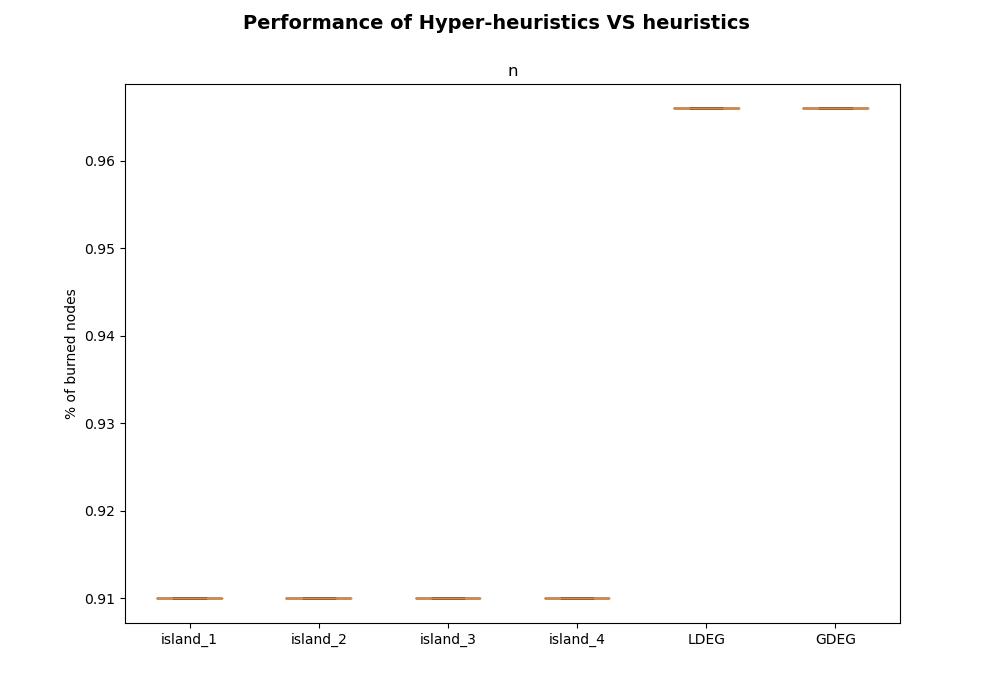 Performance of Hyper-heuristics VS heuristics
n
% of burned nodes
0.96
0.95
0.94
0.93
0.92
0.91
island_1
island_2
island_3
island_4
LDEG
GDEG